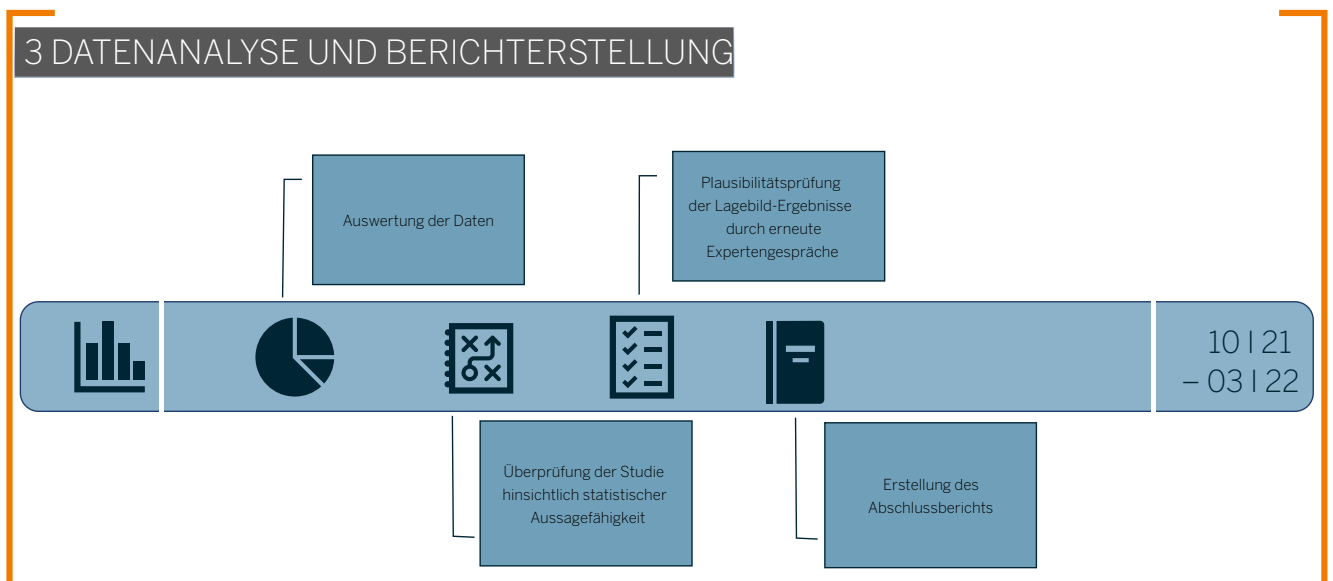 3 DATENANALYSE UND BERICHTERSTELLUNG
Auswertung der Daten
Plausibilitätsprüfung
der Lagebild-Ergebnisse
durch erneute
Expertengespräche
10 | 21
– 03 | 22
Überprüfung der Studie
hinsichtlich statistischer
Aussagefähigkeit
Erstellung des
Abschlussberichts